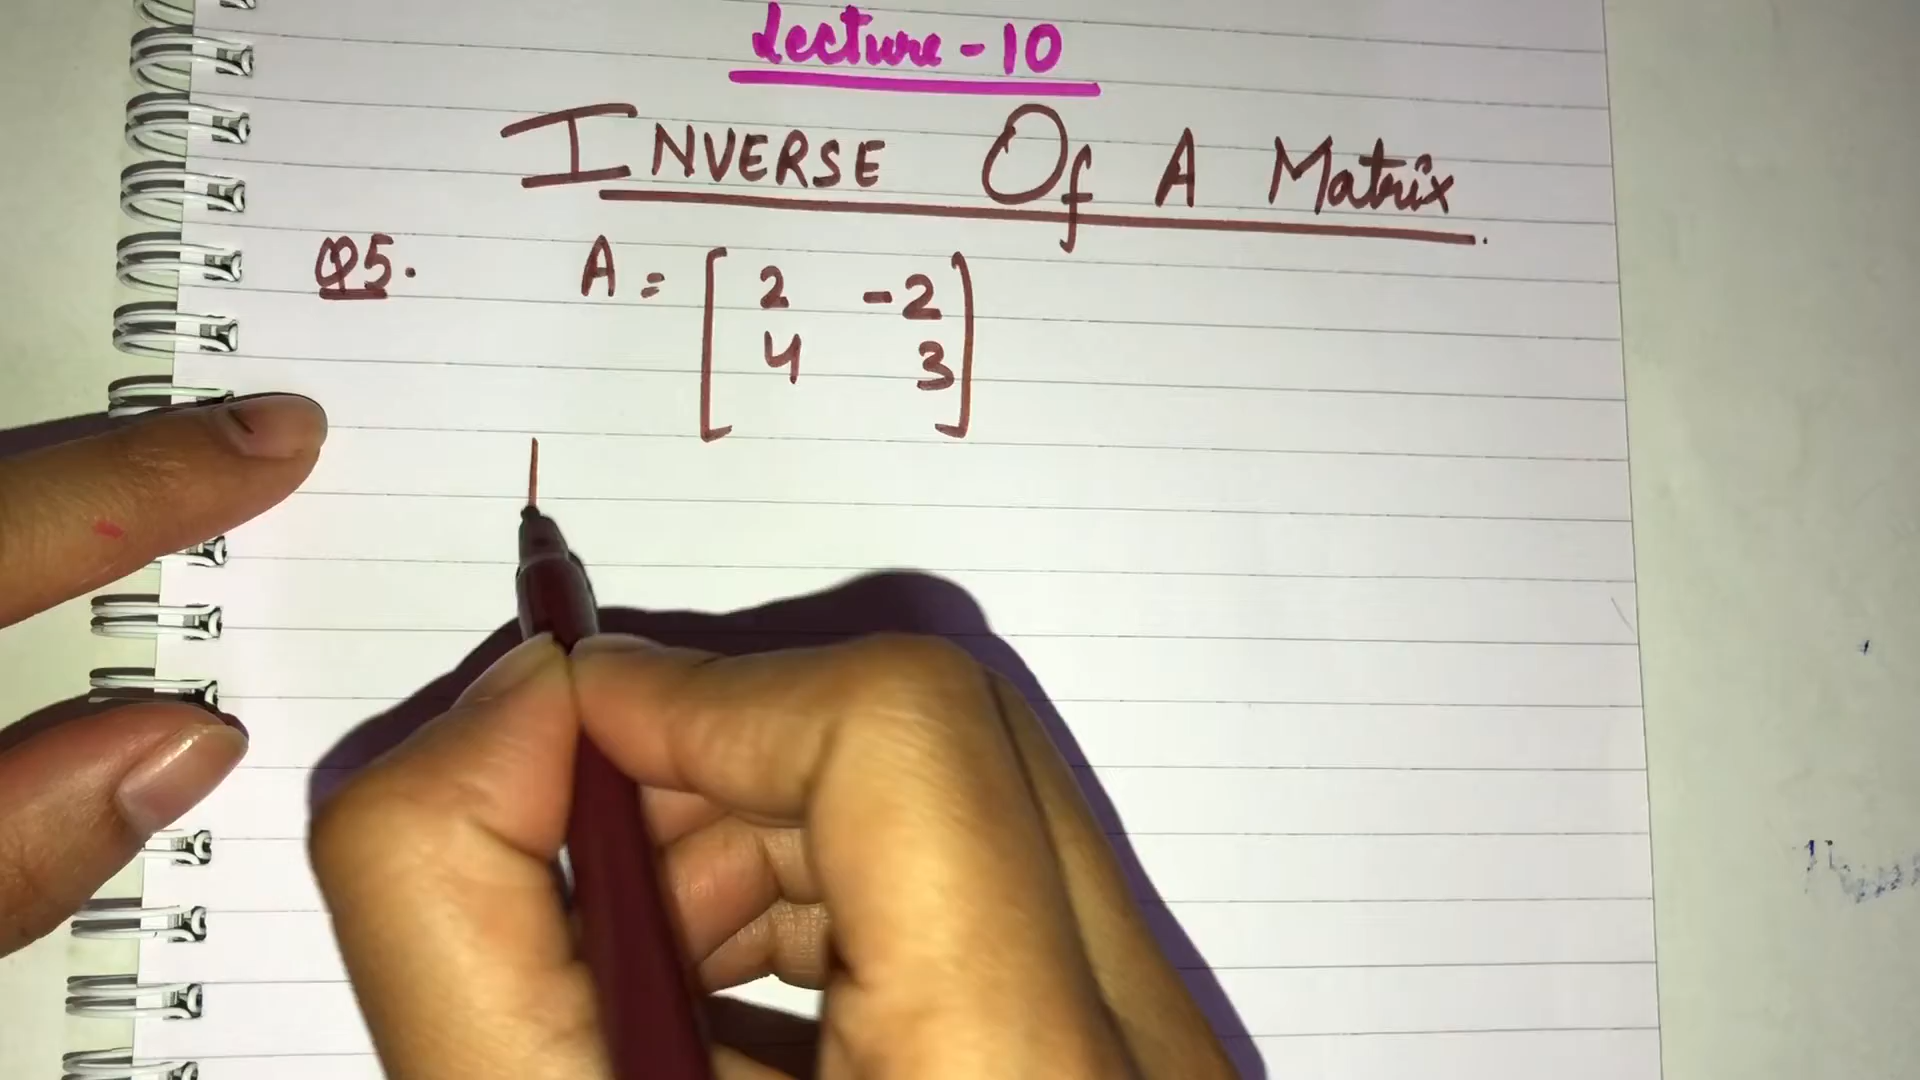 Lecture - 10
INVERSE Of A Matrix.
Q5. A = [ 2 -2
4 3 ]